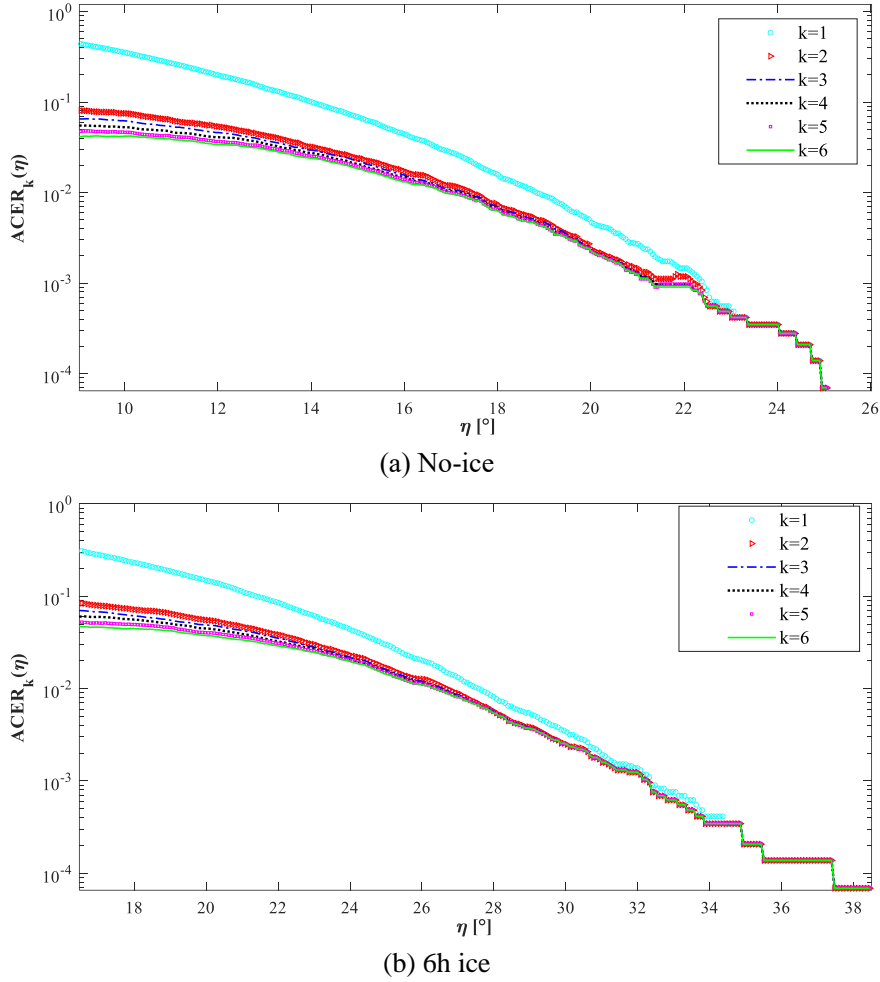 10^0
10^-1
10^-2
10^-3
10^-4
ACER_k(η)
k=1
k=2
k=3
k=4
k=5
k=6
10 12 14 16 18 20 22 24 26
η [°]
(a) No-ice
10^0
10^-1
10^-2
10^-3
10^-4
ACER_k(η)
k=1
k=2
k=3
k=4
k=5
k=6
18 20 22 24 26 28 30 32 34 36 38
η [°]
(b) 6h ice